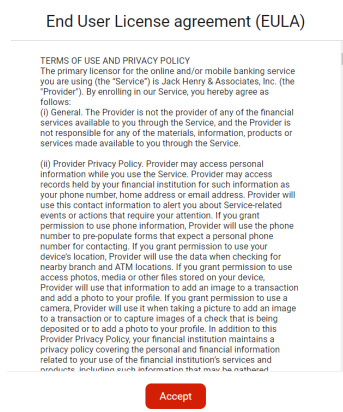 End User License agreement (EULA)
TERMS OF USE AND PRIVACY POLICY
The primary licensor for the online and/or mobile banking service
you are using (the “Service”) is Jack Henry & Associates, Inc. (the
"Provider"). By enrolling in our Service, you hereby agree as
follows:
(i) General. The Provider is not the provider of any of the financial
services available to you through the Service, and the Provider is
not responsible for any of the materials, information, products or
services made available to you through the Service.
(ii) Provider Privacy Policy. Provider may access personal
information while you use the Service. Provider may access
records held by your financial institution for such information as
your phone number, home address or email address. Provider will
use this contact information to alert you about Service-related
events or actions that require your attention. If you grant
permission to use phone information, Provider will use the phone
number to pre-populate forms that expect a personal phone
number for contacting. If you grant permission to use your
device's location, Provider will use the data when checking for
nearby branch and ATM locations. If you grant permission to use
access photos, media or other files stored on your device,
Provider will use that information to add an image to a transaction
and add a photo to your profile. If you grant permission to use a
camera, Provider will use it when taking a picture to add an image
to a transaction or to capture images of a check that is being
deposited or to add a photo to your profile. In addition to this
Provider Privacy Policy, your financial institution maintains a
privacy policy covering the personal and financial information
related to your use of the financial institution's services and
products, including such information that may be gathered
Accept